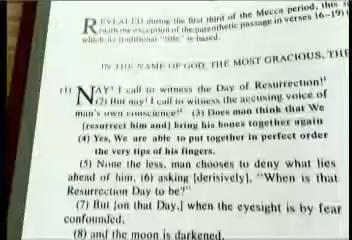 REVEALED during the first third of the Mecca period, this s
(with the exception of the parenthetic passage in verses 16–19)
which its traditional "title" is based.
IN THE NAME OF GOD, THE MOST GRACIOUS, THE
(1) NAY! I call to witness the Day of Resurrection!
(2) But nay! I call to witness the accusing voice of
man's own conscience! (3) Does man think that We
[resurrect him and] bring his bones together again
(4) Yes, We are able to put together in perfect order
the very tips of his fingers.
(5) None the less, man chooses to deny what lies
ahead of him, (6) asking [derisively], "When is that
Resurrection Day to be?"
(7) But [on that Day,] when the eyesight is by fear
confounded,
(8) and the moon is darkened,